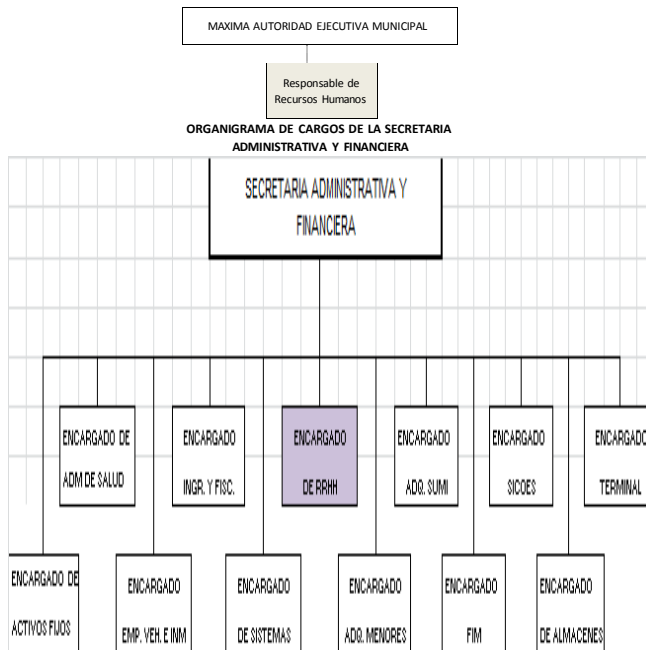 MAXIMA AUTORIDAD EJECUTIVA MUNICIPAL
Responsable de
Recursos Humanos
ORGANIGRAMA DE CARGOS DE LA SECRETARIA
ADMINISTRATIVA Y FINANCIERA
SECRETARIA ADMINISTRATIVA Y
FINANCIERA
ENCARGADO DE
ADM DE SALUD
ENCARGADO
INGR. Y FISC.
ENCARGADO
DE RRHH
ENCARGADO
ADQ. SUMI
ENCARGADO
SICOES
ENCARGADO
TERMINAL
ENCARGADO DE
ACTIVOS FIJOS
ENCARGADO
EMP. VEH. E INM
ENCARGADO
DE SISTEMAS
ENCARGADO
ADQ. MENORES
ENCARGADO
FIM
ENCARGADO
DE ALMACENES